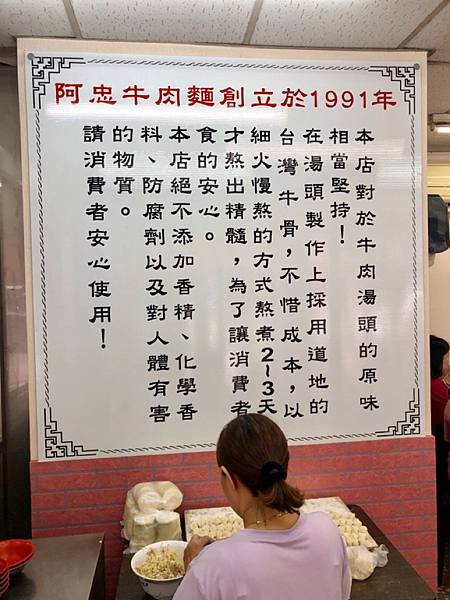 阿忠牛肉麵創立於1991年
本店對於牛肉湯頭的原味
相當堅持！
在湯頭製作上採用道地的
台灣牛骨，不惜成本，以
細火慢熬的方式熬煮2~3天
才熬出精髓，為了讓消費者
食的安心。
本店絕不添加香精、化學香
料、防腐劑以及對人體有害
的物質。
請消費者安心使用！